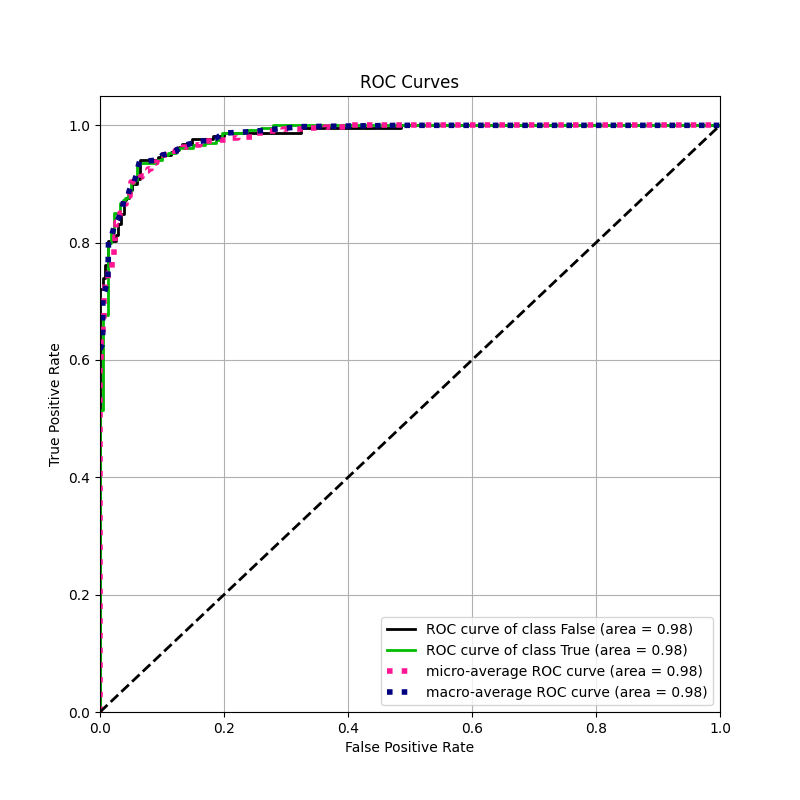 ROC Curves
True Positive Rate
1.0
0.8
0.6
0.4
0.2
0.0
0.0 0.2 0.4 0.6 0.8 1.0
False Positive Rate
ROC curve of class False (area = 0.98)
ROC curve of class True (area = 0.98)
micro-average ROC curve (area = 0.98)
macro-average ROC curve (area = 0.98)